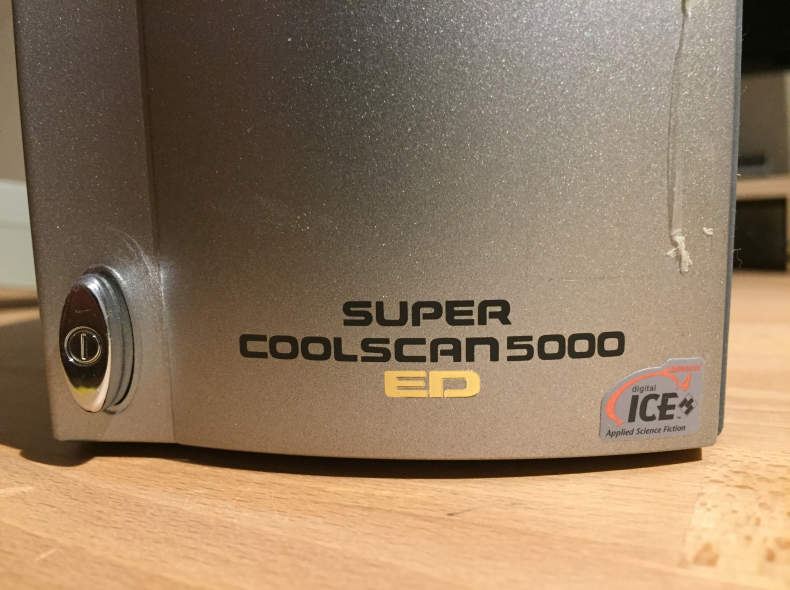 SUPER
COOLSCAN 5000
ED
digital
ICE
Applied Science Fiction